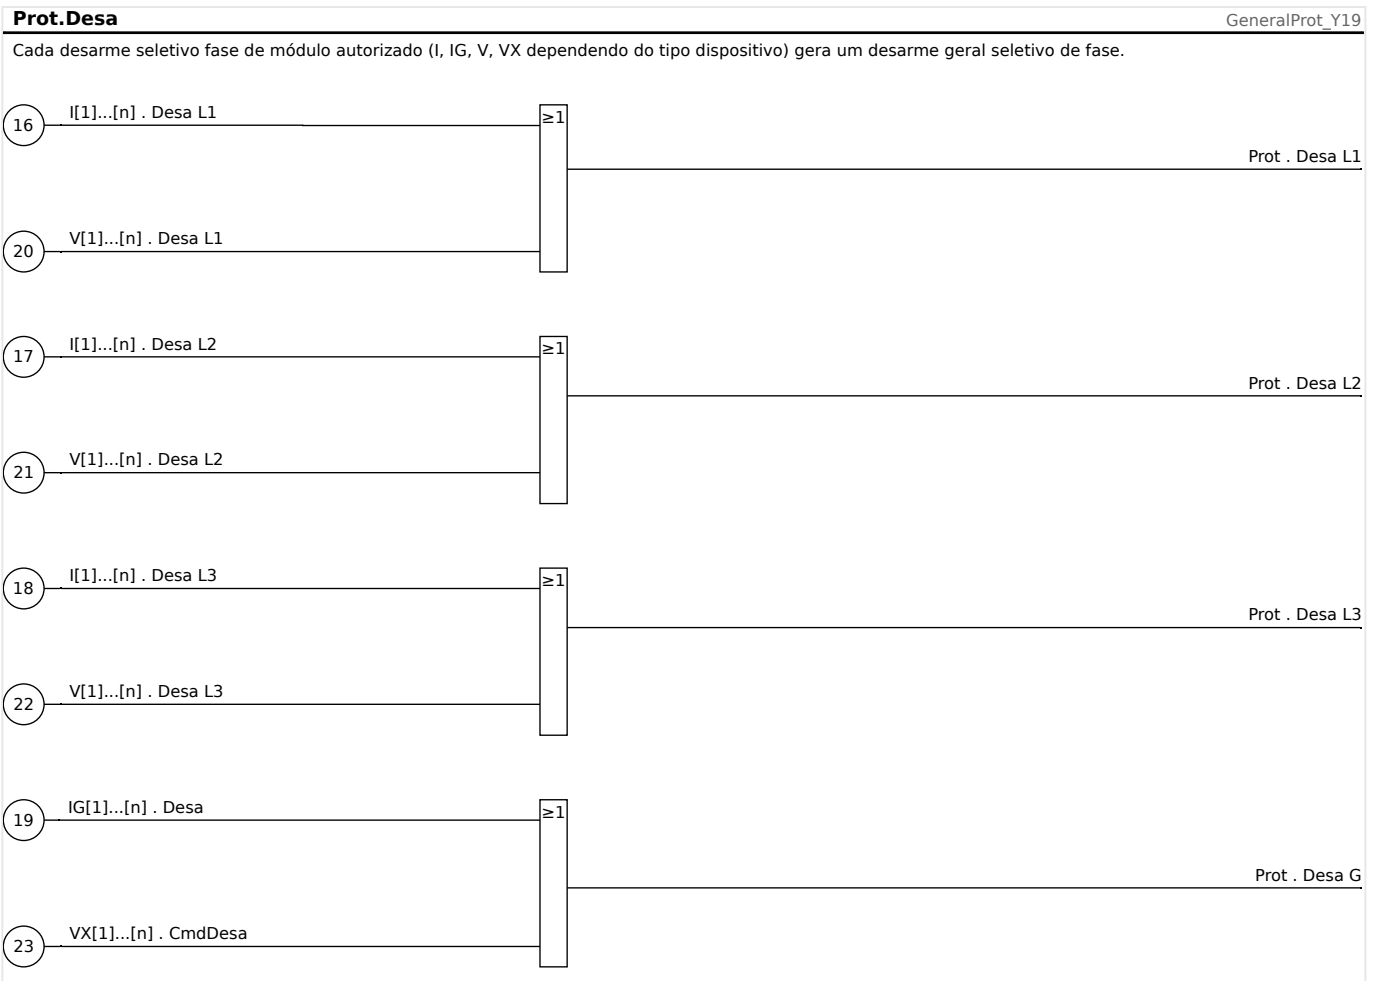 Prot.Desa
GeneralProt_Y19
Cada desarme seletivo fase de módulo autorizado (I, IG, V, VX dependendo do tipo dispositivo) gera um desarme geral seletivo de fase.
16
I[1]...[n] . Desa L1
≥1
Prot . Desa L1
20
V[1]...[n] . Desa L1
17
I[1]...[n] . Desa L2
≥1
Prot . Desa L2
21
V[1]...[n] . Desa L2
18
I[1]...[n] . Desa L3
≥1
Prot . Desa L3
22
V[1]...[n] . Desa L3
19
IG[1]...[n] . Desa
≥1
Prot . Desa G
23
VX[1]...[n] . CmdDesa